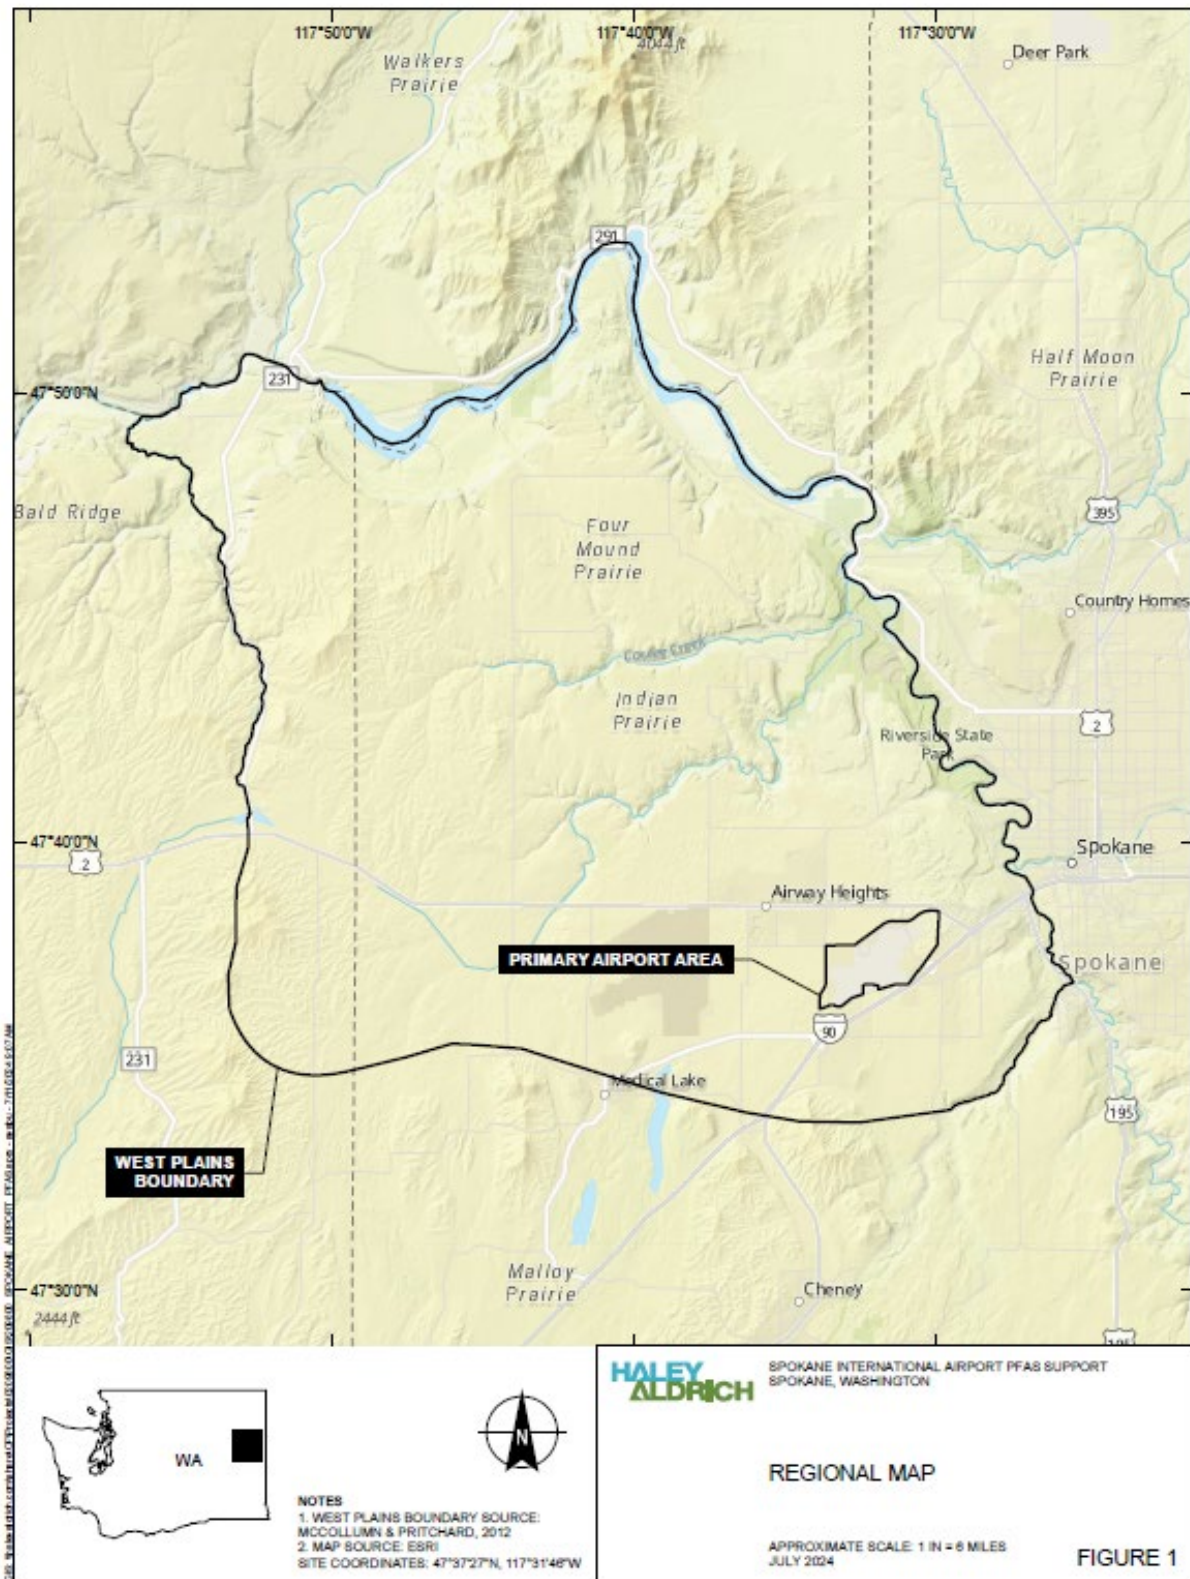 117°50'0"W
117°40'0"W
117°30'0"W
4044 ft
Deer Park
Walkers
Prairie
291
Half Moon
Prairie
231
47°50'0"N
Bald Ridge
395
Four
Mound
Prairie
Country Homes
Coulee Creek
Indian
Prairie
2
Riverside State
Park
47°40'0"N
2
Spokane
Airway Heights
PRIMARY AIRPORT AREA
Spokane
90
231
Medical Lake
195
WEST PLAINS
BOUNDARY
Malloy
Prairie
Cheney
47°30'0"N
2444 ft
195
WA
N
NOTES
1. WEST PLAINS BOUNDARY SOURCE:
MCCOLLUMN & PRITCHARD, 2012
2. MAP SOURCE: ESRI
SITE COORDINATES: 47°37'27"N, 117°31'46"W
HALEY
ALDRICH
SPOKANE INTERNATIONAL AIRPORT PFAS SUPPORT
SPOKANE, WASHINGTON
REGIONAL MAP
APPROXIMATE SCALE: 1 IN = 6 MILES
JULY 2024
FIGURE 1